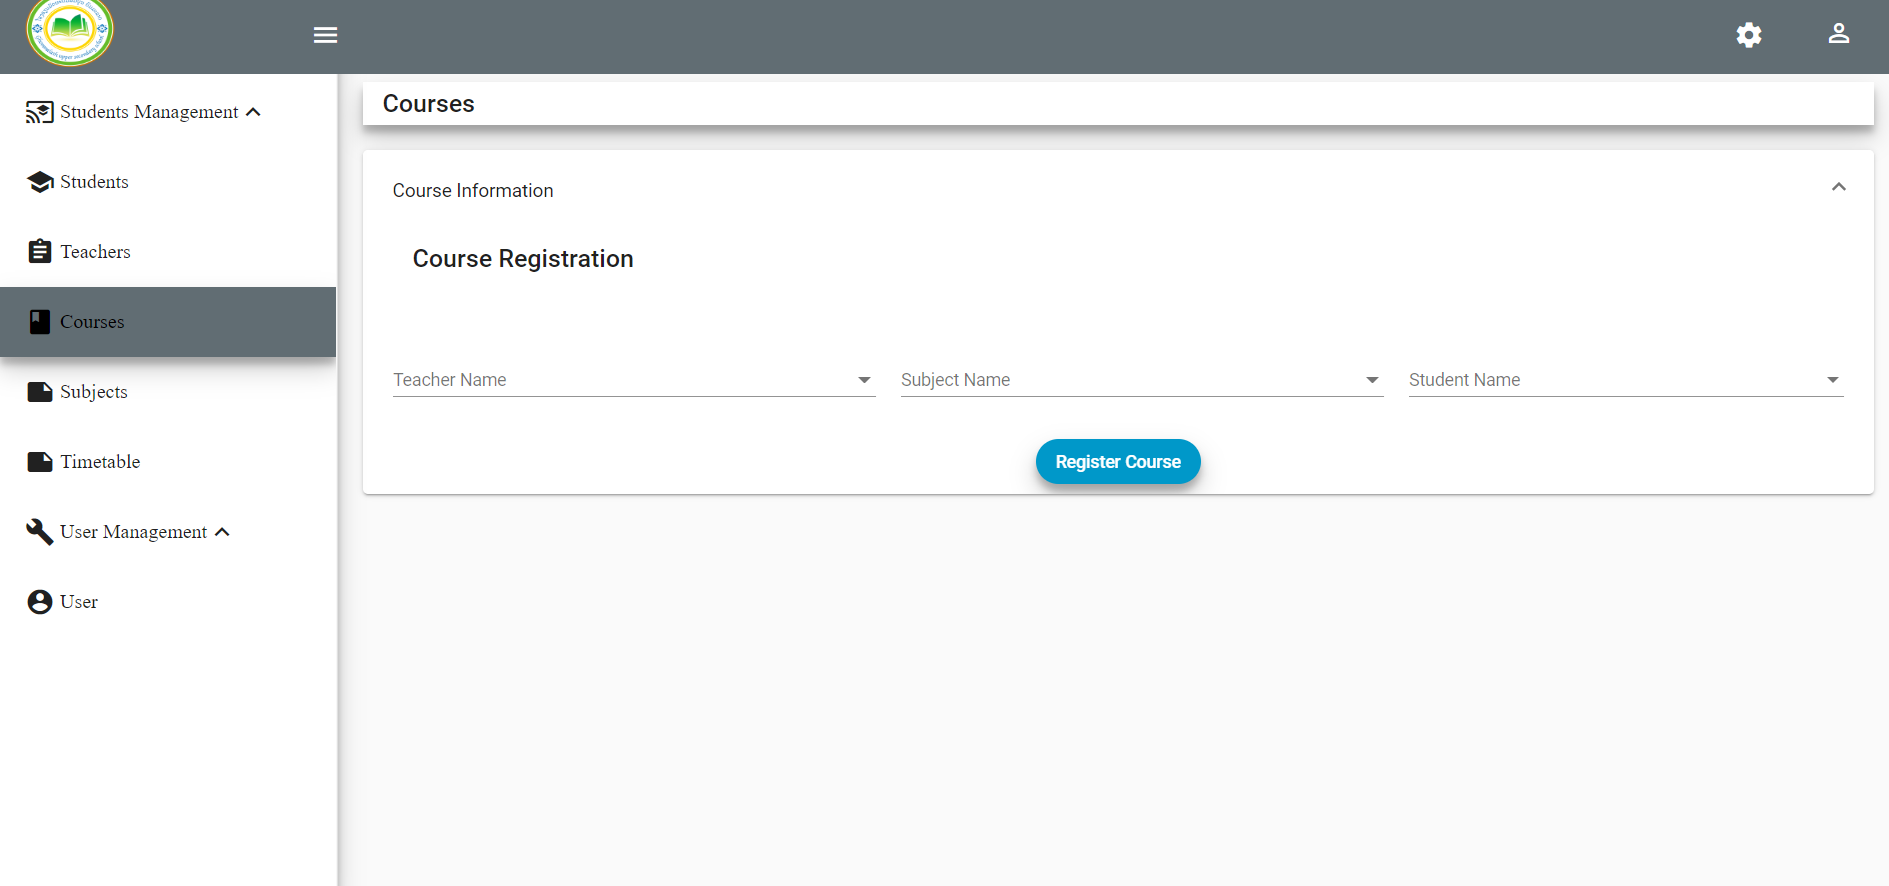 Students Management
Students
Teachers
Courses
Subjects
Timetable
User Management
User
Courses
Course Information
Course Registration
Teacher Name
Subject Name
Student Name
Register Course